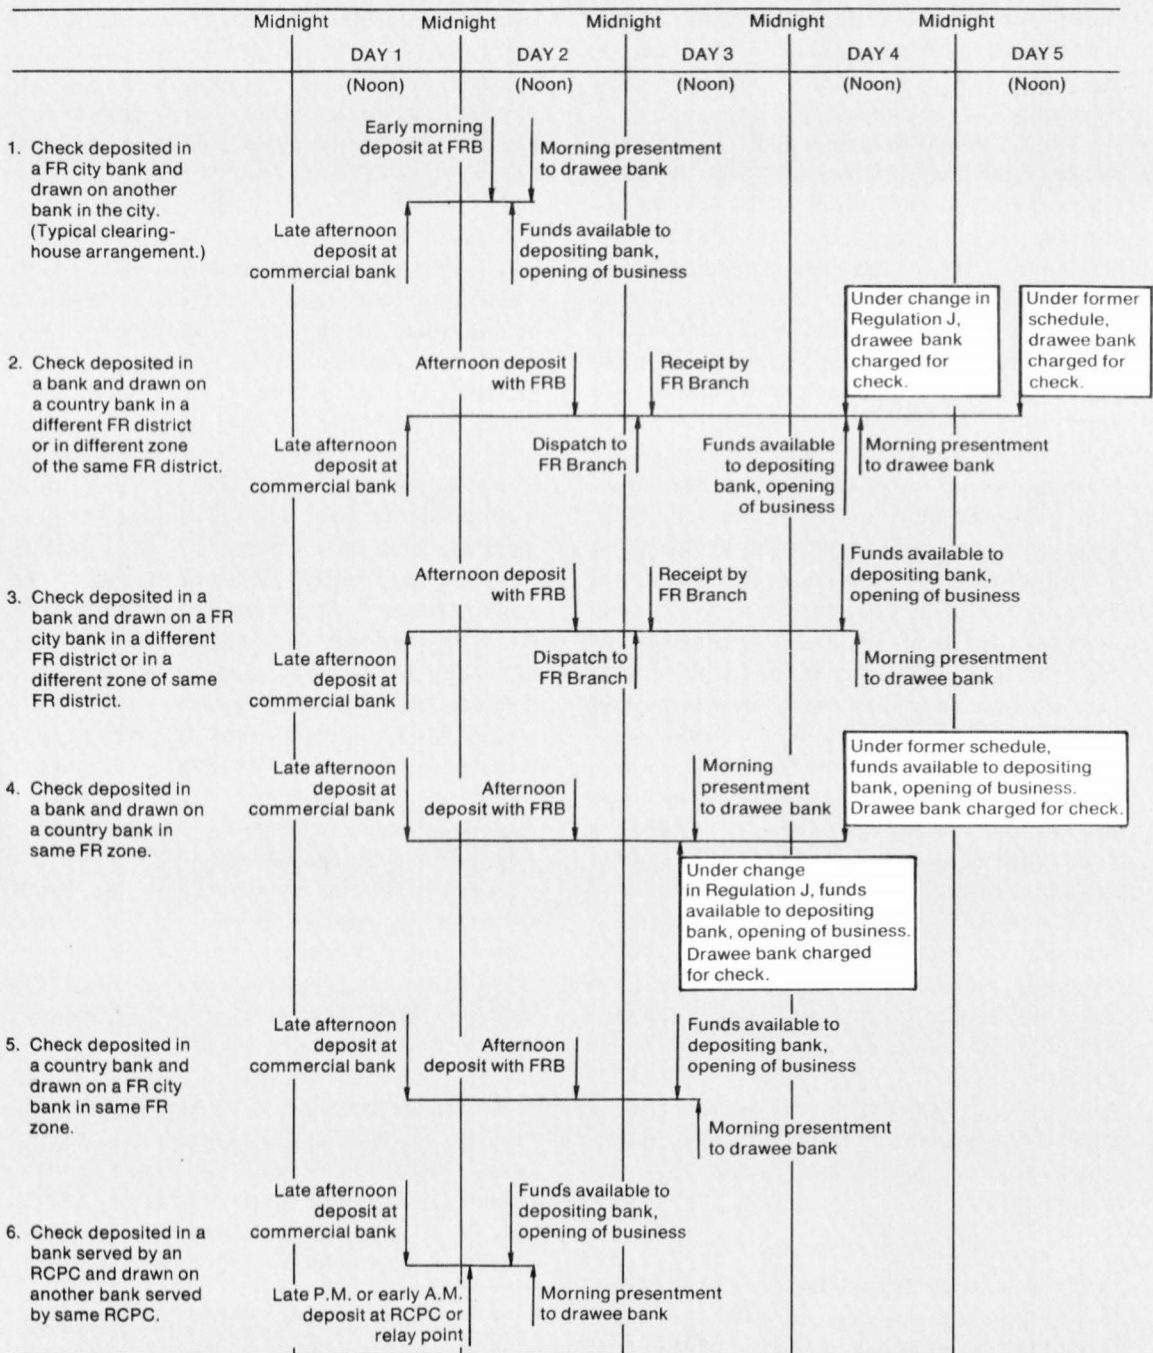 Midnight Midnight Midnight Midnight Midnight
DAY 1 DAY 2 DAY 3 DAY 4 DAY 5
(Noon) (Noon) (Noon) (Noon) (Noon)
1. Check deposited in
a FR city bank and
drawn on another
bank in the city.
(Typical clearing-
house arrangement.)
Early morning
deposit at FRB
Morning presentment
to drawee bank
Late afternoon
deposit at
commercial bank
Funds available to
depositing bank,
opening of business
2. Check deposited in
a bank and drawn on
a country bank in a
different FR district
or in different zone
of the same FR district.
Afternoon deposit
with FRB
Receipt by
FR Branch
Under change in
Regulation J,
drawee bank
charged for
check.
Under former
schedule,
drawee bank
charged for
check.
Late afternoon
deposit at
commercial bank
Dispatch to
FR Branch
Funds available
to depositing
bank, opening
of business
Morning presentment
to drawee bank
3. Check deposited in a
bank and drawn on a FR
city bank in a different
FR district or in a
different zone of same
FR district.
Afternoon deposit
with FRB
Receipt by
FR Branch
Funds available to
depositing bank,
opening of business
Late afternoon
deposit at
commercial bank
Dispatch to
FR Branch
Morning presentment
to drawee bank
4. Check deposited in
a bank and drawn on
a country bank in
same FR zone.
Late afternoon
deposit at
commercial bank
Afternoon
deposit with FRB
Morning
presentment
to drawee bank
Under former schedule,
funds available to depositing
bank, opening of business.
Drawee bank charged for check.
Under change
in Regulation J, funds
available to depositing
bank, opening of business.
Drawee bank charged
for check.
5. Check deposited in
a country bank and
drawn on a FR city
bank in same FR
zone.
Late afternoon
deposit at
commercial bank
Afternoon
deposit with FRB
Funds available to
depositing bank,
opening of business
Morning presentment
to drawee bank
6. Check deposited in a
bank served by an
RCPC and drawn on
another bank served
by same RCPC.
Late afternoon
deposit at
commercial bank
Funds available to
depositing bank,
opening of business
Late P.M. or early A.M.
deposit at RCPC or
relay point
Morning presentment
to drawee bank